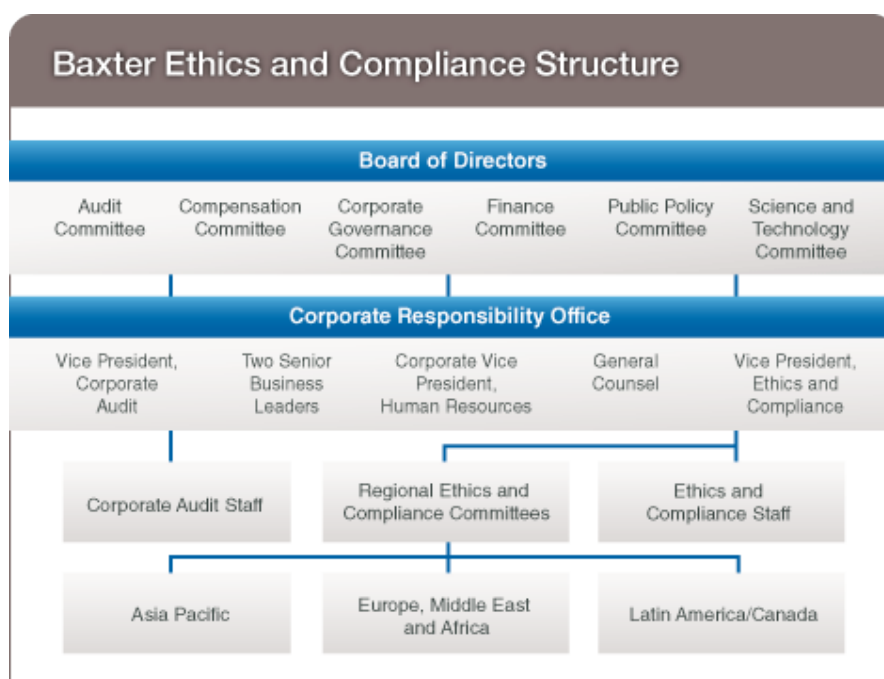 Baxter Ethics and Compliance Structure
Board of Directors
Audit
Committee
Compensation
Committee
Corporate
Governance
Committee
Finance
Committee
Public Policy
Committee
Science and
Technology
Committee
Corporate Responsibility Office
Vice President,
Corporate
Audit
Two Senior
Business
Leaders
Corporate Vice
President,
Human Resources
General
Counsel
Vice President,
Ethics and
Compliance
Corporate Audit Staff
Regional Ethics and
Compliance Committees
Ethics and
Compliance Staff
Asia Pacific
Europe, Middle East
and Africa
Latin America/Canada